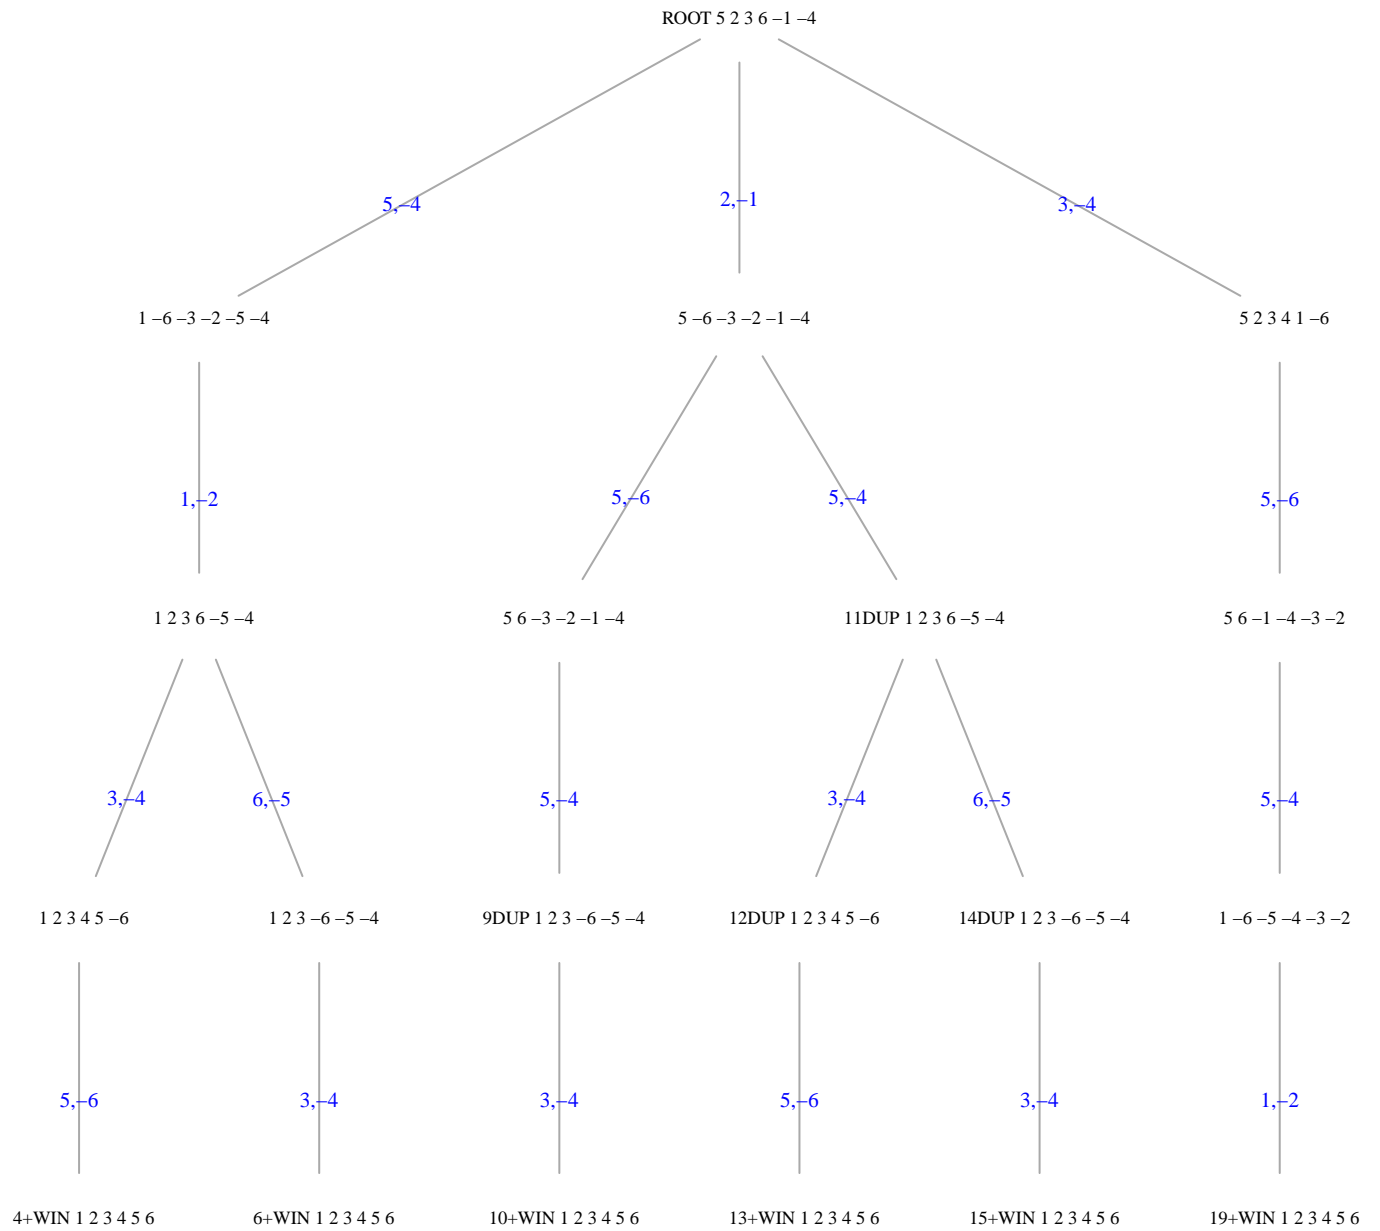 ROOT 5 2 3 6 –1 –4
5,–4
2,–1
3,–4
1 –6 –3 –2 –5 –4
5 –6 –3 –2 –1 –4
5 2 3 4 1 –6
1,–2
5,–6
5,–4
5,–6
1 2 3 6 –5 –4
5 6 –3 –2 –1 –4
11DUP 1 2 3 6 –5 –4
5 6 –1 –4 –3 –2
3,–4
6,–5
5,–4
3,–4
6,–5
5,–4
1 2 3 4 5 –6
1 2 3 –6 –5 –4
9DUP 1 2 3 –6 –5 –4
12DUP 1 2 3 4 5 –6
14DUP 1 2 3 –6 –5 –4
1 –6 –5 –4 –3 –2
5,–6
3,–4
3,–4
5,–6
3,–4
1,–2
4+WIN 1 2 3 4 5 6
6+WIN 1 2 3 4 5 6
10+WIN 1 2 3 4 5 6
13+WIN 1 2 3 4 5 6
15+WIN 1 2 3 4 5 6
19+WIN 1 2 3 4 5 6